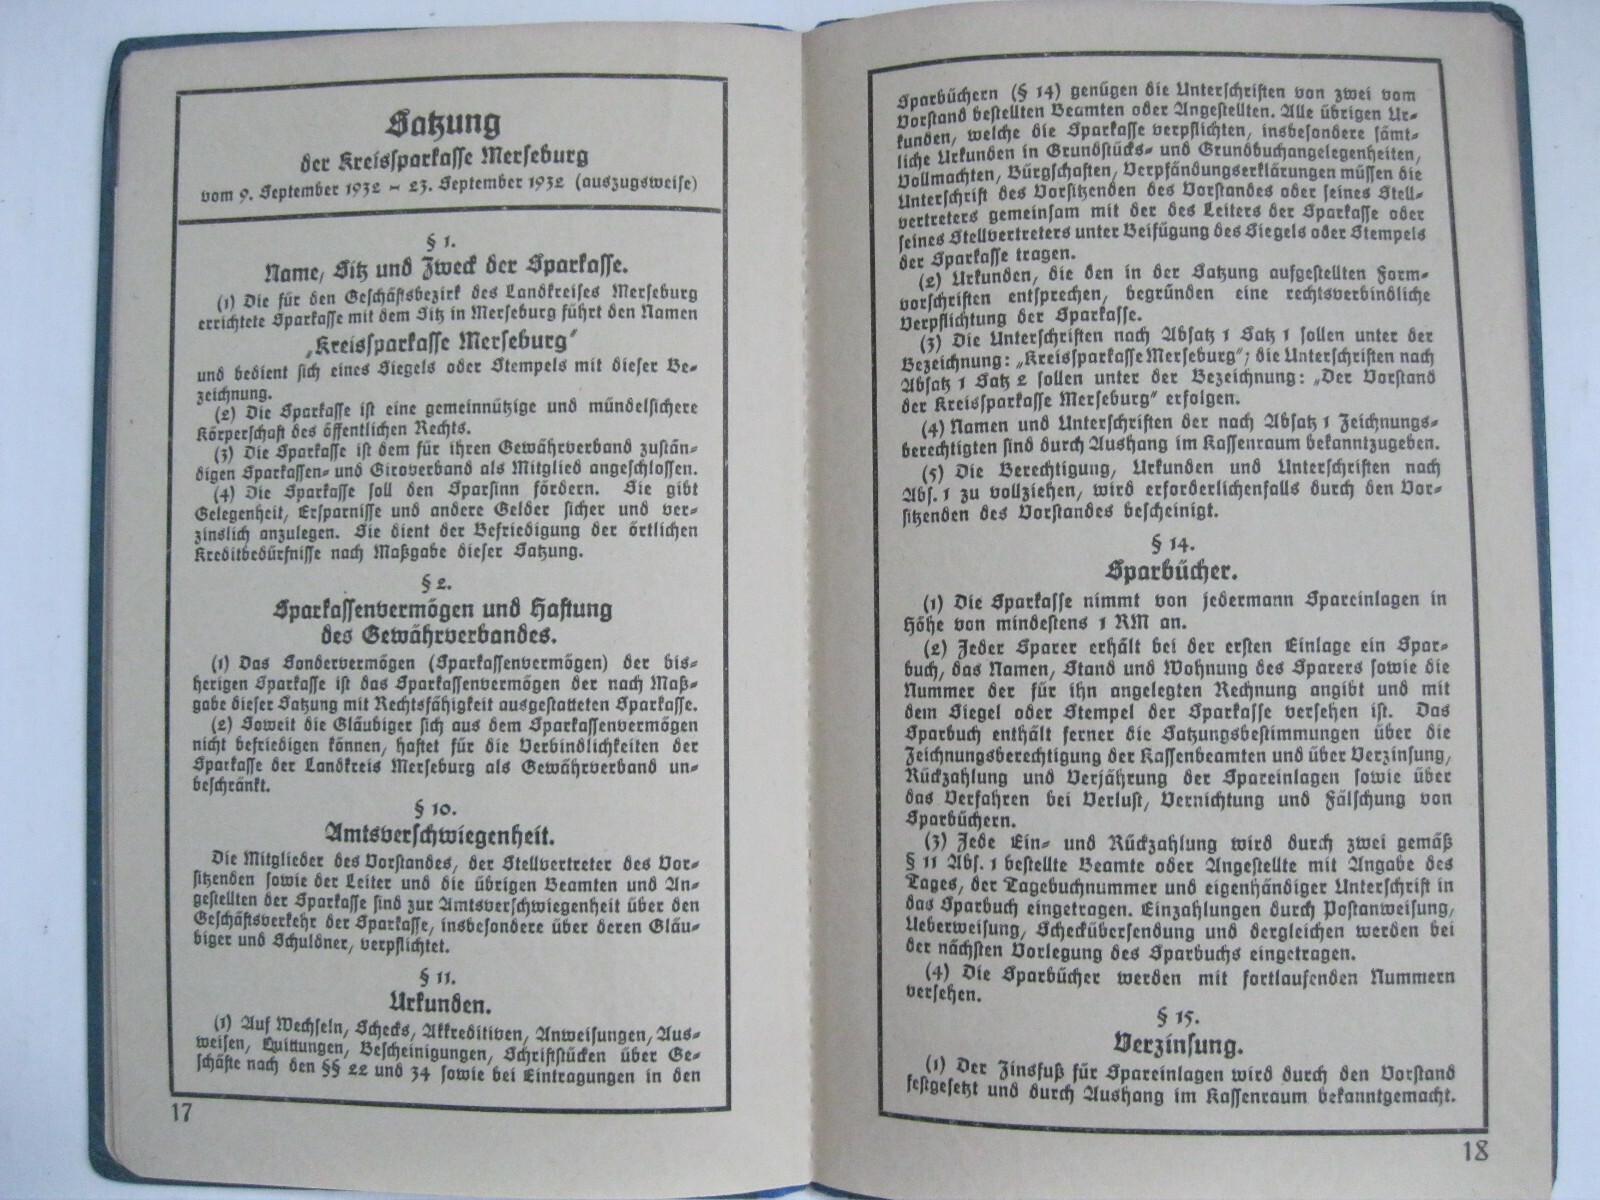 Satzung
der Kreissparkasse Merseburg
vom 9. September 1932 – 23. September 1932 (auszugsweise)
§ 1.
Name, Sitz und Zweck der Sparkasse.
(1) Die für den Geschäftsbezirk des Landkreises Merseburg
errichtete Sparkasse mit dem Sitz in Merseburg führt den Namen
„Kreissparkasse Merseburg“
und bedient sich eines Siegels oder Stempels mit dieser Be-
zeichnung.
(2) Die Sparkasse ist eine gemeinnützige und mündelsichere
Körperschaft des öffentlichen Rechts.
(3) Die Sparkasse ist dem für ihren Gewährverband zustän-
digen Sparkassen- und Giroverband als Mitglied angeschlossen.
(4) Die Sparkasse soll den Sparsinn fördern. Sie gibt
Gelegenheit, Ersparnisse und andere Gelder sicher und ver-
zinslich anzulegen. Sie dient der Befriedigung der örtlichen
Kreditbedürfnisse nach Maßgabe dieser Satzung.
§ 2.
Sparkassenvermögen und Haftung
des Gewährverbandes.
(1) Das Sondervermögen (Sparkassenvermögen) der bis-
herigen Sparkasse ist das Sparkassenvermögen der nach Maß-
gabe dieser Satzung mit Rechtsfähigkeit ausgestatteten Sparkasse.
(2) Soweit die Gläubiger sich aus dem Sparkassenvermögen
nicht befriedigen können, haftet für die Verbindlichkeiten der
Sparkasse der Landkreis Merseburg als Gewährverband un-
beschränkt.
§ 10.
Amtsverschwiegenheit.
Die Mitglieder des Vorstandes, der Stellvertreter des Vor-
sitzenden sowie der Leiter und die übrigen Beamten und An-
gestellten der Sparkasse sind zur Amtsverschwiegenheit über den
Geschäftsverkehr der Sparkasse, insbesondere über deren Gläu-
biger und Schuldner, verpflichtet.
§ 11.
Urkunden.
(1) Auf Wechseln, Schecks, Akkreditiven, Anweisungen, Aus-
weisen, Quittungen, Bescheinigungen, Schriftstücken über Ge-
schäfte nach den §§ 22 und 34 sowie bei Eintragungen in den
17
Sparbüchern (§ 14) genügen die Unterschriften von zwei vom
Vorstand bestellten Beamten oder Angestellten. Alle übrigen Ur-
kunden, welche die Sparkasse verpflichten, insbesondere sämt-
liche Urkunden in Grundstücks- und Grundbuchangelegenheiten,
Vollmachten, Bürgschaften, Verpfändungserklärungen müssen die
Unterschrift des Vorsitzenden des Vorstandes oder seines Stell-
vertreters gemeinsam mit der des Leiters der Sparkasse oder
seines Stellvertreters unter Beifügung des Siegels oder Stempels
der Sparkasse tragen.
(2) Urkunden, die den in der Satzung aufgestellten Form-
vorschriften entsprechen, begründen eine rechtsverbindliche
Verpflichtung der Sparkasse.
(3) Die Unterschriften nach Absatz 1 Satz 1 sollen unter der
Bezeichnung: „Kreissparkasse Merseburg“; die Unterschriften nach
Absatz 1 Satz 2 sollen unter der Bezeichnung: „Der Vorstand
der Kreissparkasse Merseburg“ erfolgen.
(4) Namen und Unterschriften der nach Absatz 1 Zeichnungs-
berechtigten sind durch Aushang im Kassenraum bekanntzugeben.
(5) Die Berechtigung, Urkunden und Unterschriften nach
Abs. 1 zu vollziehen, wird erforderlichenfalls durch den Vor-
sitzenden des Vorstandes bescheinigt.
§ 14.
Sparbücher.
(1) Die Sparkasse nimmt von jedermann Spareinlagen in
Höhe von mindestens 1 RM an.
(2) Jeder Sparer erhält bei der ersten Einlage ein Spar-
buch, das Namen, Stand und Wohnung des Sparers sowie die
Nummer der für ihn angelegten Rechnung angibt und mit
dem Siegel oder Stempel der Sparkasse versehen ist. Das
Sparbuch enthält ferner die Satzungsbestimmungen über die
Zeichnungsberechtigung der Kassenbeamten und über Verzinsung,
Rückzahlung und Verjährung der Spareinlagen sowie über
das Verfahren bei Verlust, Vernichtung und Fälschung von
Sparbüchern.
(3) Jede Ein- und Rückzahlung wird durch zwei gemäß
§ 11 Abs. 1 bestellte Beamte oder Angestellte mit Angabe des
Tages, der Tagebuchnummer und eigenhändiger Unterschrift in
das Sparbuch eingetragen. Einzahlungen durch Postanweisung,
Ueberweisung, Schecküberse​ndung und dergleichen werden bei
der nächsten Vorlegung des Sparbuchs eingetragen.
(4) Die Sparbücher werden mit fortlaufenden Nummern
versehen.
§ 15.
Verzinsung.
(1) Der Zinsfuß für Spareinlagen wird durch den Vorstand
festgesetzt und durch Aushang im Kassenraum bekanntgemacht.
18